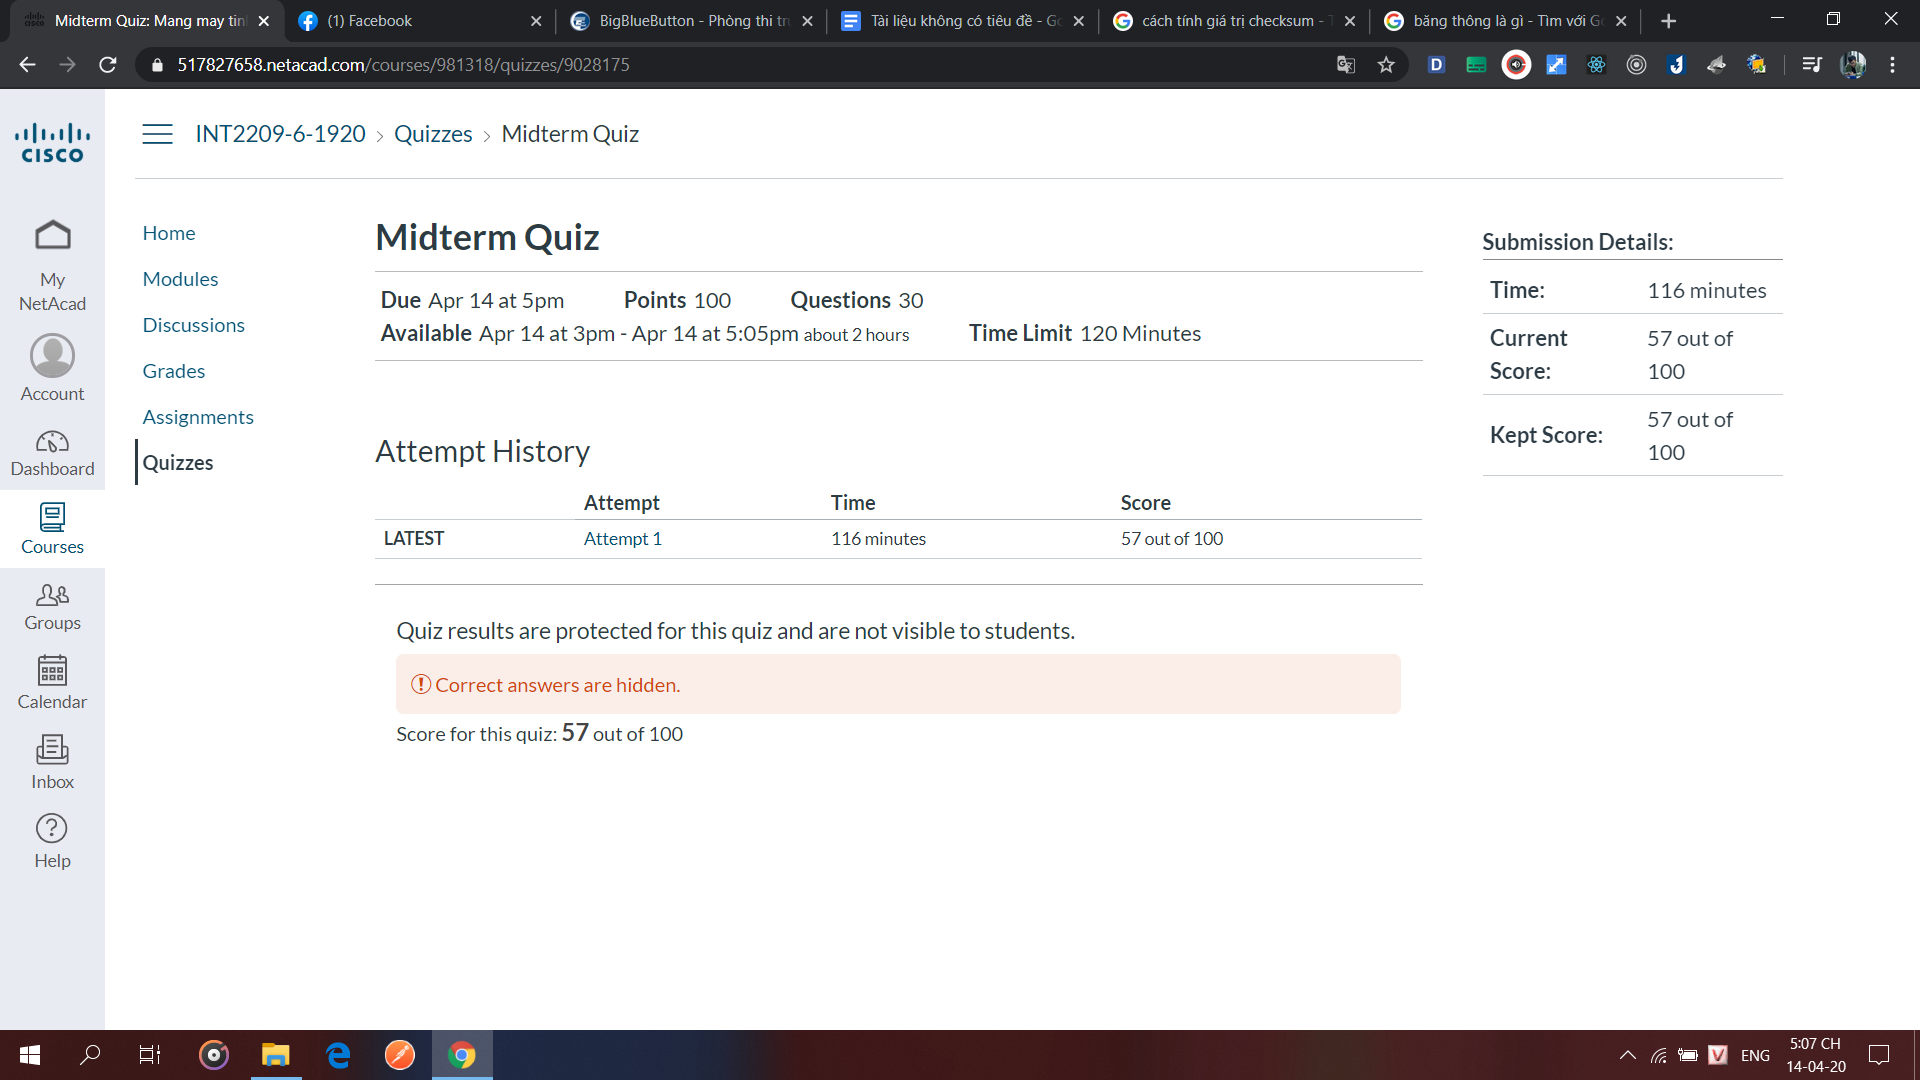 Midterm Quiz: Mang may tin
(1) Facebook
BigBlueButton - Phòng thi tr
Tài liệu không có tiêu đề - Go
cách tính giá trị checksum - T
băng thông là gì - Tìm với Go
517827658.netacad.com/courses/981318/quizzes/9028175
CISCO
INT2209-6-1920 › Quizzes › Midterm Quiz
My
NetAcad
Account
Dashboard
Courses
Groups
Calendar
Inbox
Help
Home
Modules
Discussions
Grades
Assignments
Quizzes
Midterm Quiz
Due Apr 14 at 5pm Points 100 Questions 30
Available Apr 14 at 3pm - Apr 14 at 5:05pm about 2 hours Time Limit 120 Minutes
Attempt History
Attempt Time Score
LATEST Attempt 1 116 minutes 57 out of 100
Quiz results are protected for this quiz and are not visible to students.
Correct answers are hidden.
Score for this quiz: 57 out of 100
Submission Details:
Time: 116 minutes
Current
Score:
57 out of
100
Kept Score:
57 out of
100
ENG
5:07 CH
14-04-20